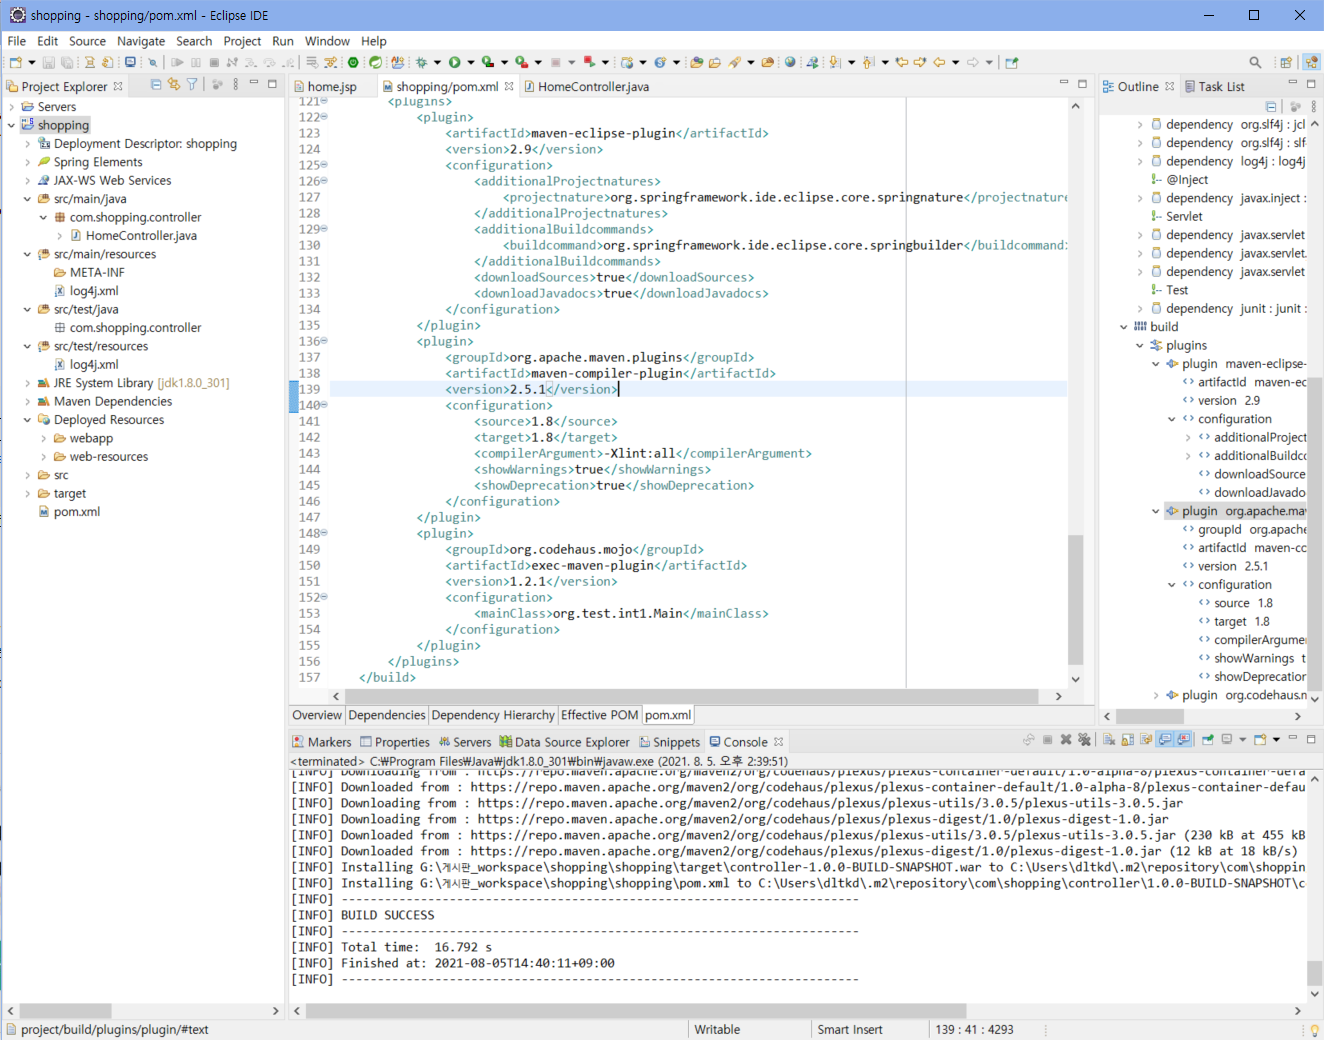 shopping - shopping/pom.xml - Eclipse IDE
File Edit Source Navigate Search Project Run Window Help
Project Explorer
Servers
shopping
Deployment Descriptor: shopping
Spring Elements
JAX-WS Web Services
src/main/java
com.shopping.controller
HomeController.java
src/main/resources
META-INF
log4j.xml
src/test/java
com.shopping.controller
src/test/resources
log4j.xml
JRE System Library [jdk1.8.0_301]
Maven Dependencies
Deployed Resources
webapp
web-resources
src
target
pom.xml
home.jsp shopping/pom.xml HomeController.java
121 <plugins>
122 <plugin>
123 <artifactId>maven-eclipse-plugin</artifactId>
124 <version>2.9</version>
125 <configuration>
126 <additionalProjectnatures>
127 <projectnature>org.springframework.ide.eclipse.core.springnature</projectnature
128 </additionalProjectnatures>
129 <additionalBuildcommands>
130 <buildcommand>org.springframework.ide.eclipse.core.springbuilder</buildcommand>
131 </additionalBuildcommands>
132 <downloadSources>true</downloadSources>
133 <downloadJavadocs>true</downloadJavadocs>
134 </configuration>
135 </plugin>
136 <plugin>
137 <groupId>org.apache.maven.plugins</groupId>
138 <artifactId>maven-compiler-plugin</artifactId>
139 <version>2.5.1</version>
140 <configuration>
141 <source>1.8</source>
142 <target>1.8</target>
143 <compilerArgument>-Xlint:all</compilerArgument>
144 <showWarnings>true</showWarnings>
145 <showDeprecation>true</showDeprecation>
146 </configuration>
147 </plugin>
148 <plugin>
149 <groupId>org.codehaus.mojo</groupId>
150 <artifactId>exec-maven-plugin</artifactId>
151 <version>1.2.1</version>
152 <configuration>
153 <mainClass>org.test.int1.Main</mainClass>
154 </configuration>
155 </plugin>
156 </plugins>
157 </build>
Overview Dependencies Dependency Hierarchy Effective POM pom.xml
Outline Task List
dependency org.slf4j : jcl
dependency org.slf4j : slf
dependency log4j : log4j
@Inject
dependency javax.inject :
Servlet
dependency javax.servlet
dependency javax.servlet.
dependency javax.servlet
Test
dependency junit : junit :
build
plugins
plugin maven-eclipse-
artifactId maven-ec
version 2.9
configuration
additionalProject
additionalBuildco
downloadSource
downloadJavado
plugin org.apache.ma
groupId org.apache
artifactId maven-co
version 2.5.1
configuration
source 1.8
target 1.8
compilerArgumer
showWarnings t
showDeprecation
plugin org.codehaus.m
Markers Properties Servers Data Source Explorer Snippets Console
<terminated> C:₩Program Files₩Java₩jdk1.8.0_301₩bin₩javaw.exe (2021. 8. 5. 오후 2:39:51)
[INFO] Downloading from : https://repo.maven.apache.org/maven2/org/codehaus/plexus/plexus-container-default/1.0-alpha-8/plexus-container-defa
[INFO] Downloaded from : https://repo.maven.apache.org/maven2/org/codehaus/plexus/plexus-container-default/1.0-alpha-8/plexus-container-defau
[INFO] Downloading from : https://repo.maven.apache.org/maven2/org/codehaus/plexus/plexus-utils/3.0.5/plexus-utils-3.0.5.jar
[INFO] Downloading from : https://repo.maven.apache.org/maven2/org/codehaus/plexus/plexus-digest/1.0/plexus-digest-1.0.jar
[INFO] Downloaded from : https://repo.maven.apache.org/maven2/org/codehaus/plexus/plexus-utils/3.0.5/plexus-utils-3.0.5.jar (230 kB at 455 kB
[INFO] Downloaded from : https://repo.maven.apache.org/maven2/org/codehaus/plexus/plexus-digest/1.0/plexus-digest-1.0.jar (12 kB at 18 kB/s)
[INFO] Installing G:\게시판_workspace\shopping\shopping\target\controller-1.0.0-BUILD-SNAPSHOT.war to C:\Users\dltkd\.m2\repository\com\shoppin
[INFO] Installing G:\게시판_workspace\shopping\shopping\pom.xml to C:\Users\dltkd\.m2\repository\com\shopping\controller\1.0.0-BUILD-SNAPSHOT\c
[INFO] ------------------------------------------------------------------------
[INFO] BUILD SUCCESS
[INFO] ------------------------------------------------------------------------
[INFO] Total time:  16.792 s
[INFO] Finished at: 2021-08-05T14:40:11+09:00
[INFO] ------------------------------------------------------------------------
project/build/plugins/plugin/#text Writable Smart Insert 139 : 41 : 4293